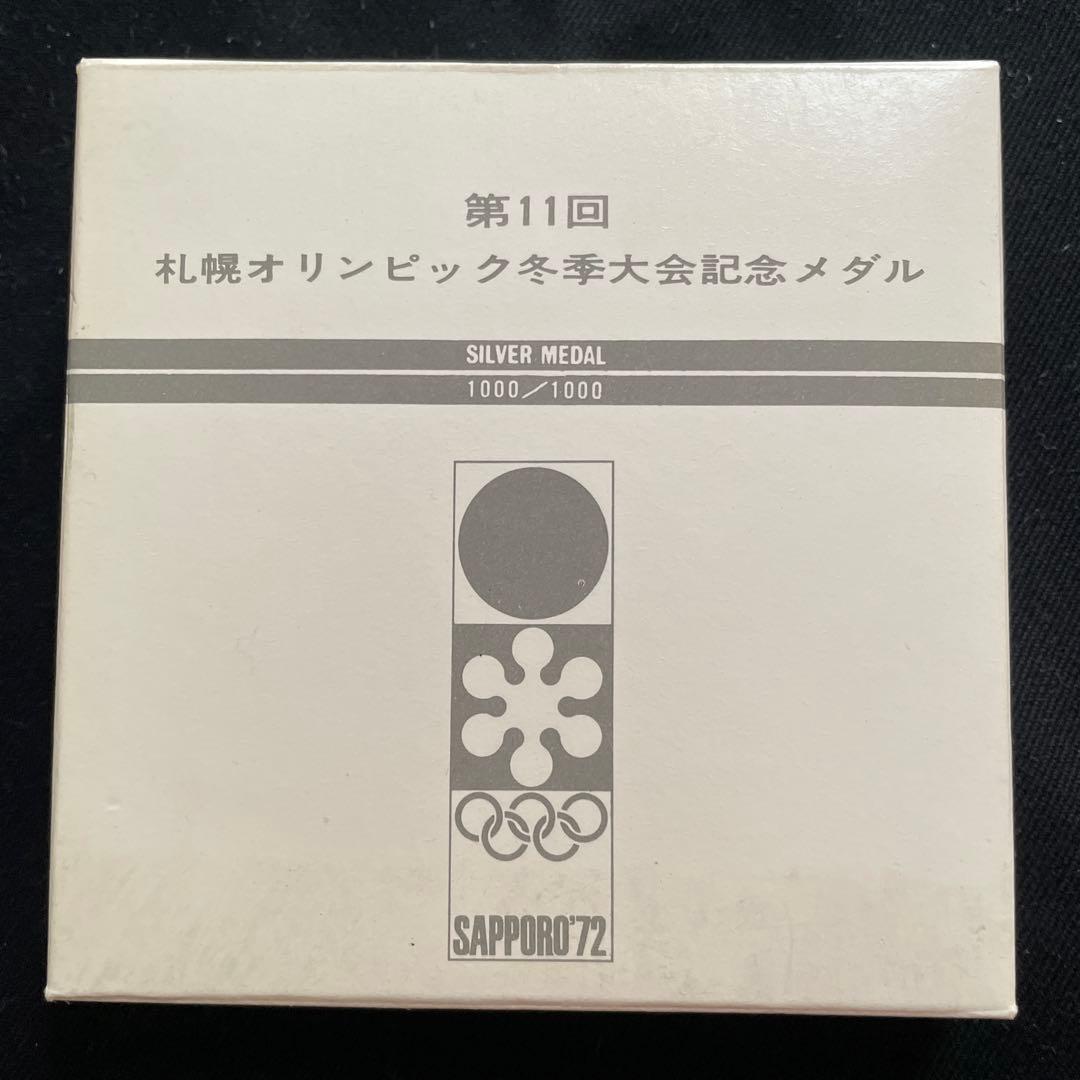 第11回
札幌オリンピック冬季大会記念メダル
SILVER MEDAL
1000/1000
SAPPORO'72